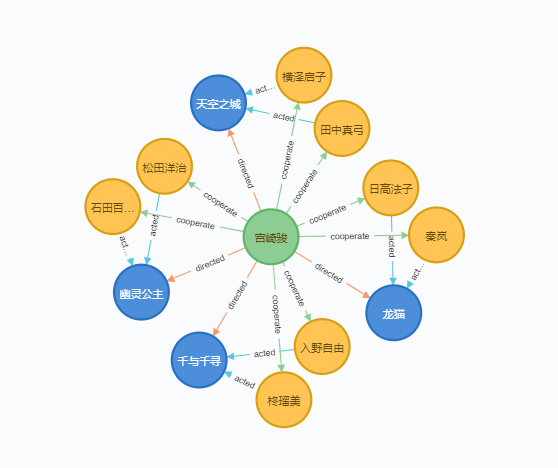 横泽启子
act...
天空之城
acted
田中真弓
松田洋治
directed
cooperate
cooperate
日高法子
石田百...
cooperate
cooperate
cooperate
acted
act...
宫崎骏
cooperate
acted
秦岚
act...
幽灵公主
directed
directed
cooperate
directed
龙猫
cooperate
入野自由
acted
千与千寻
acted
柊瑠美